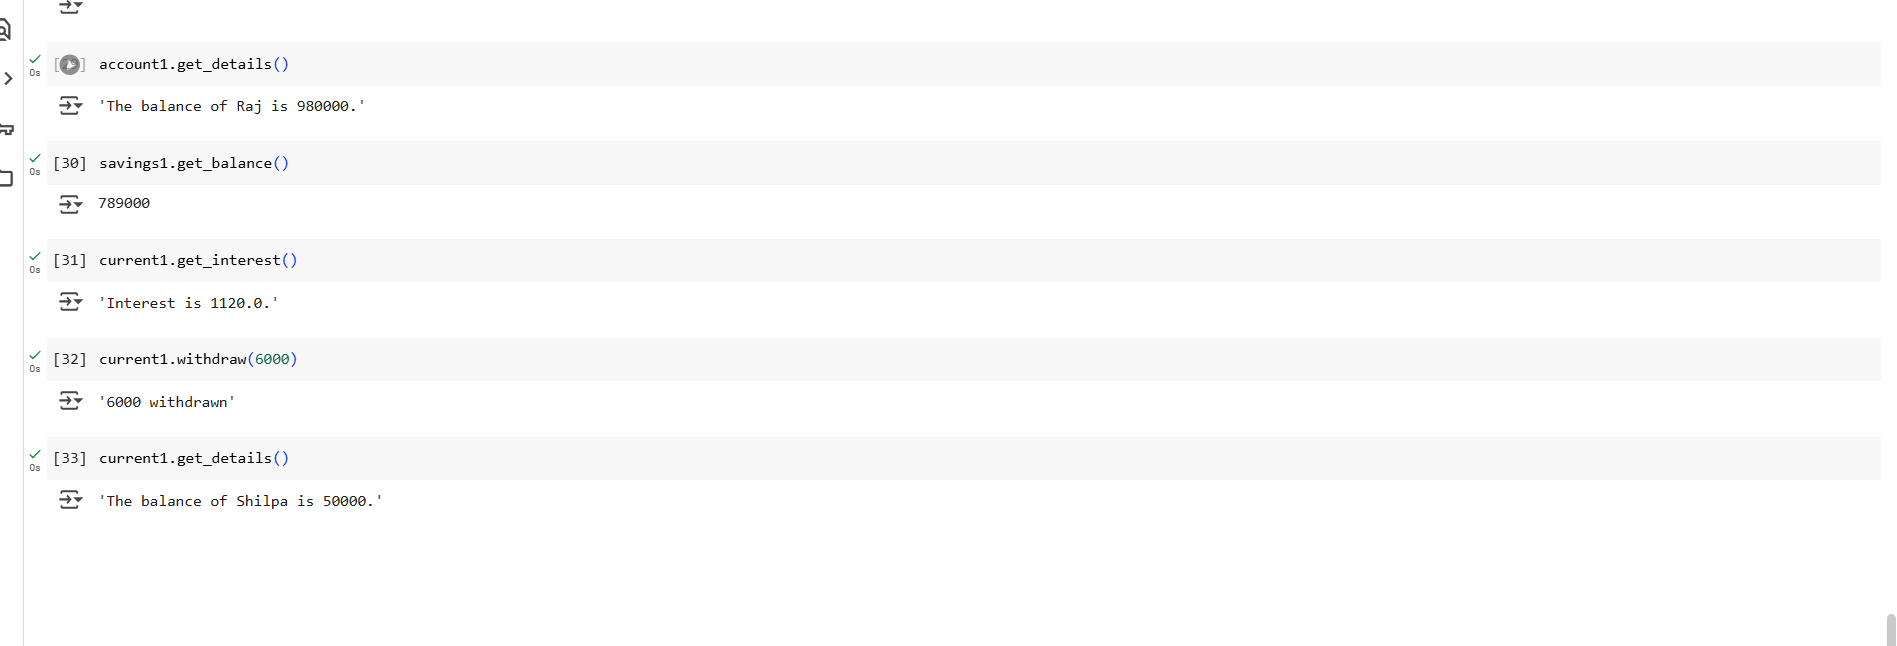 0s
account1.get_details()
'The balance of Raj is 980000.'
0s
[30] savings1.get_balance()
789000
0s
[31] current1.get_interest()
'Interest is 1120.0.'
0s
[32] current1.withdraw(6000)
'6000 withdrawn'
0s
[33] current1.get_details()
'The balance of Shilpa is 50000.'